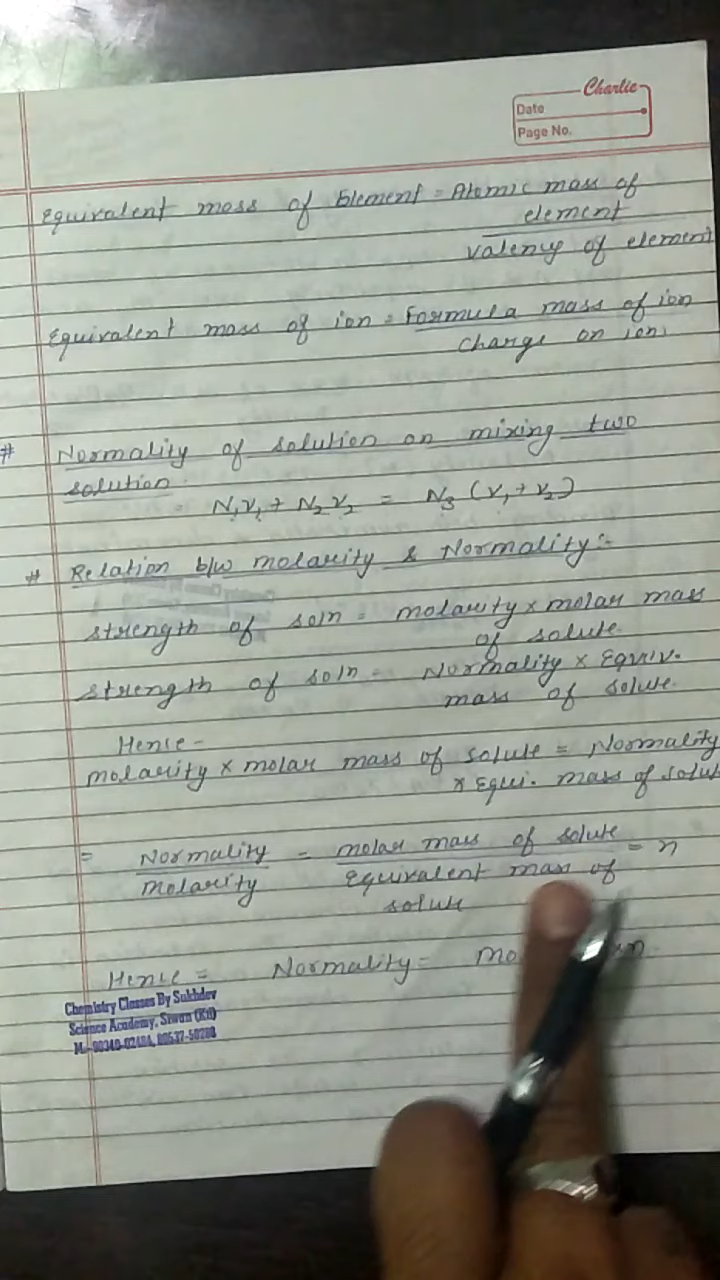 Charlie
Date
Page No.
Equivalent mass of Element = Atomic mass of
element
valency of element
Equivalent mass of ion = Formula mass of ion
Charge on ion.
# Normality of solution on mixing two
solution.
N₁V₁ + N₂V₂ = N₃ (V₁ + V₂)
# Relation b/w molarity & Normality:-
strength of soln = molarity × molar mass
of solute.
strength of soln = Normality × Equiv.
mass of solute.
Hence -
molarity × molar mass of solute = Normality
× Equi. mass of solut
= Normality = molar mass of solute = n
Molarity Equivalent mass of
solute
Hence = Normality = mo
Chemistry Classes By Sukhdev
Science Academy, Siwan (Ktl)